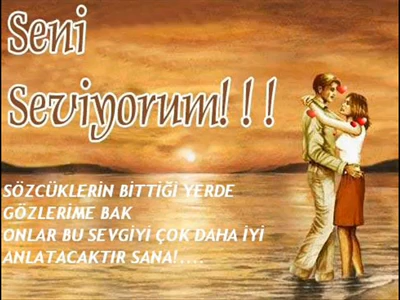 Seni
Seviyorum!!!
SÖZCÜKLERİN BİTTİĞİ YERDE
GÖZLERİME BAK
ONLAR BU SEVGİYİ ÇOK DAHA İYİ
ANLATACAKTIR SANA!....